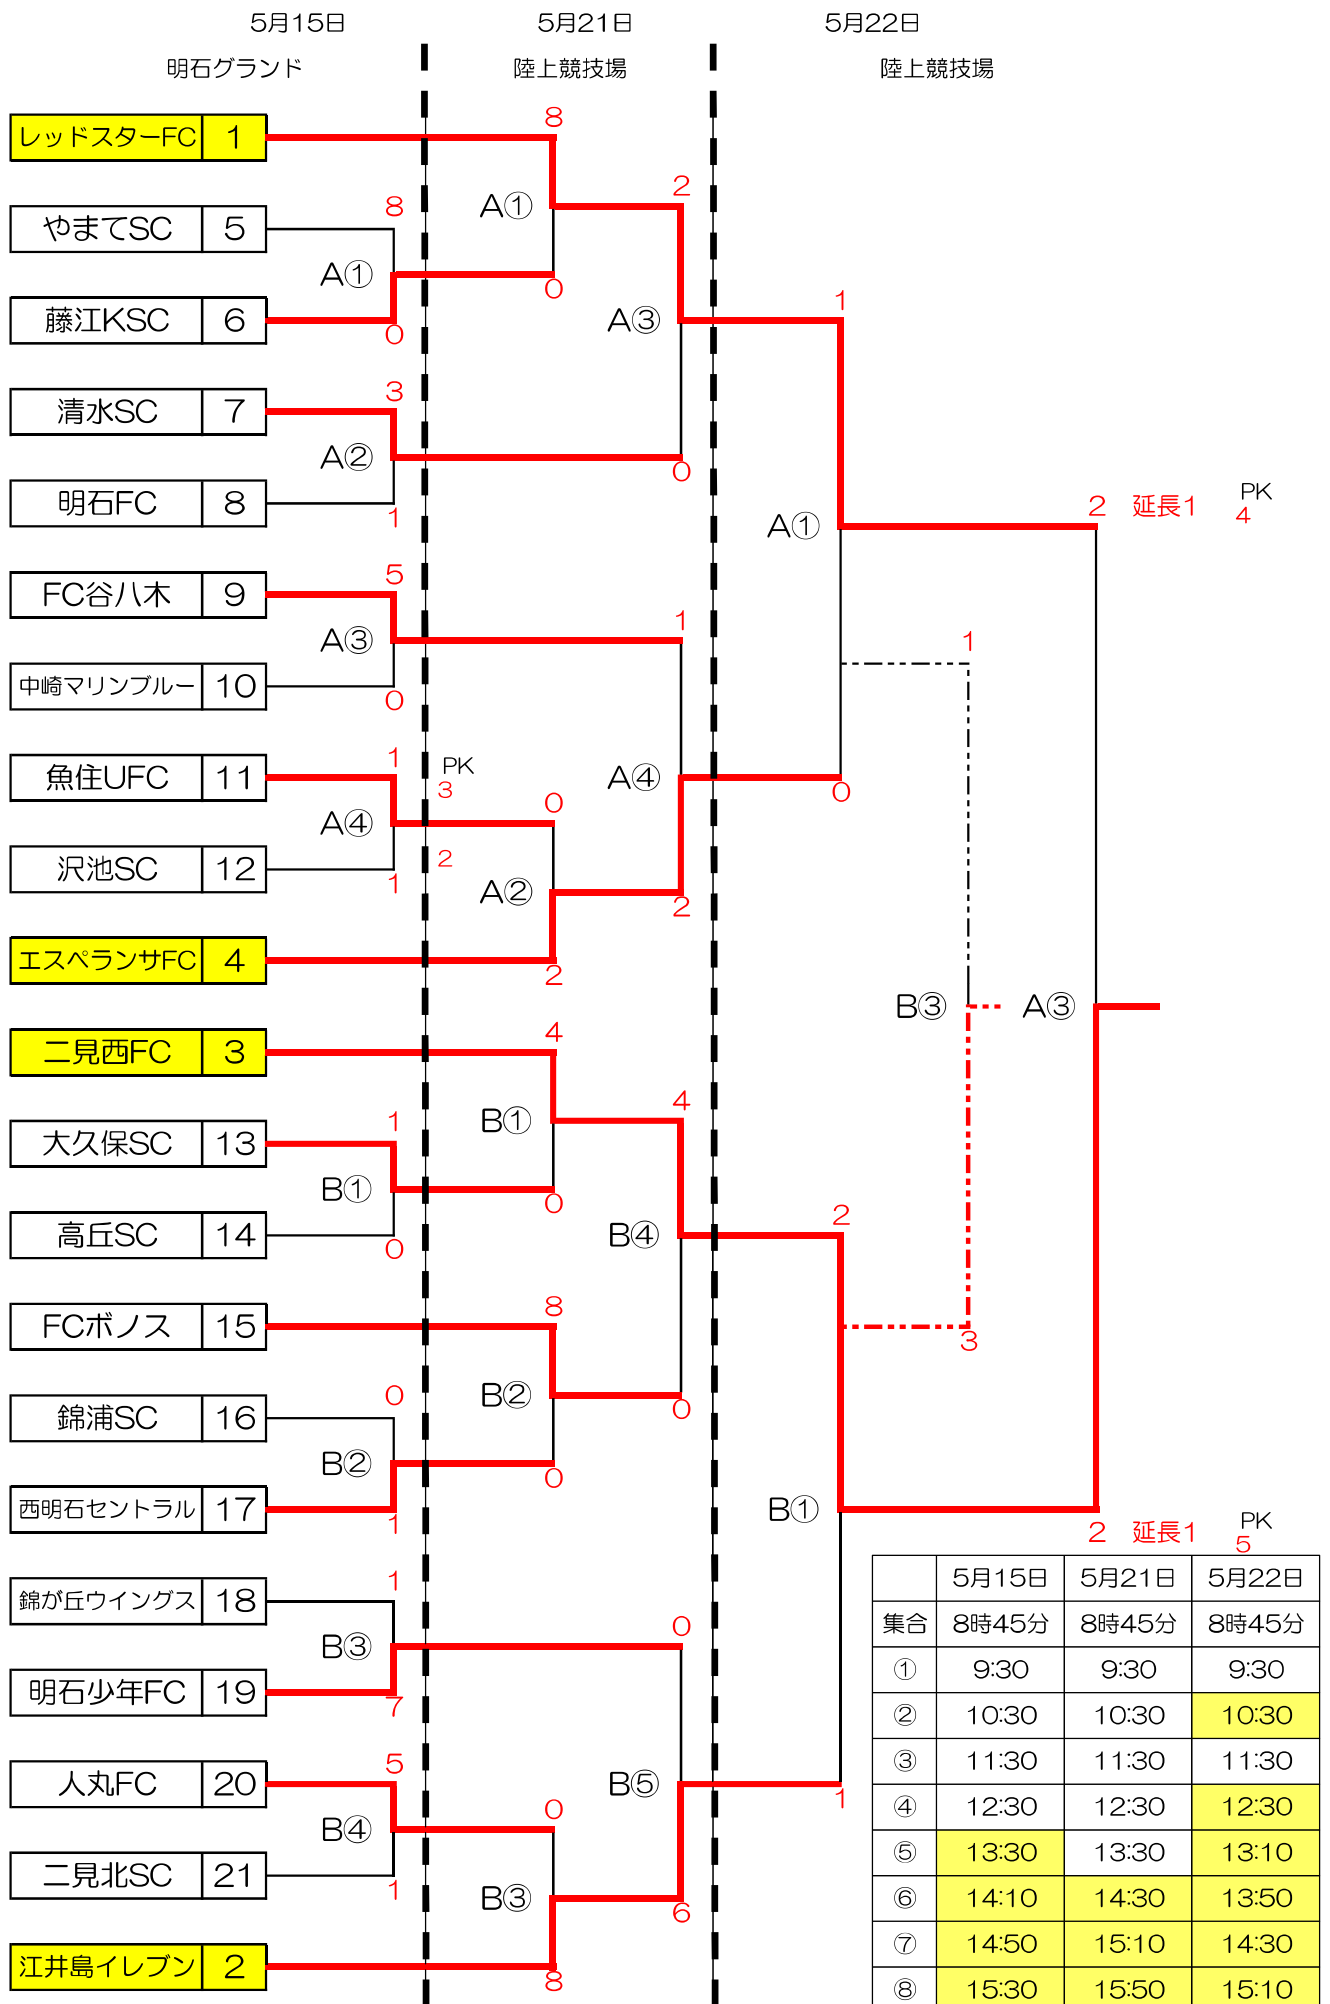 5月15日 5月21日 5月22日
明石グランド 陸上競技場 陸上競技場
8
レッドスターFC 1
2
8
A①
やまてSC 5
A①
0
1
藤江KSC 6
A③
0
3
清水SC 7
A②
0
PK
明石FC 8
2 延長1 4
1
A①
5
FC谷八木 9
1
A③
1
中崎マリンブルー 10
0
1
PK
魚住UFC 11
A④
3
0
0
A④
2
沢池SC 12
1
A②
2
エスペランサFC 4
2
B③ A③
4
二見西FC 3
4
1
B①
大久保SC 13
B①
0
2
高丘SC 14
B④
0
8
FCボノス 15
3
0
B②
0
錦浦SC 16
B②
0
西明石セントラル 17
B①
1
PK
2 延長1 5
1
錦が丘ウイングス 18
0
B③
明石少年FC 19
7
5
人丸FC 20
B⑤
1
0
B④
二見北SC 21
1
B③
6
江井島イレブン 2
8
5月15日 5月21日 5月22日
集合 8時45分 8時45分 8時45分
① 9:30 9:30 9:30
② 10:30 10:30 10:30
③ 11:30 11:30 11:30
④ 12:30 12:30 12:30
⑤ 13:30 13:30 13:10
⑥ 14:10 14:30 13:50
⑦ 14:50 15:10 14:30
⑧ 15:30 15:50 15:10